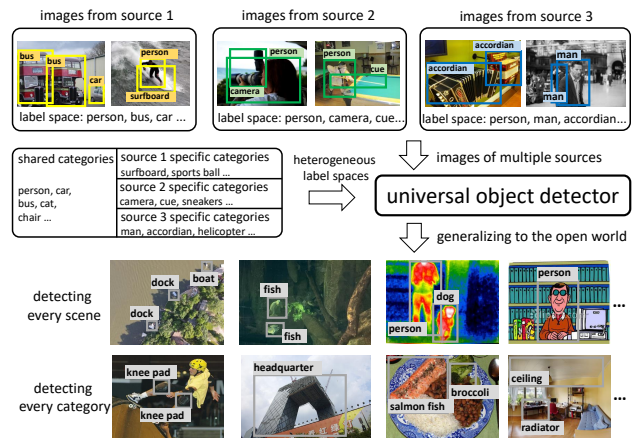 images from source 1
images from source 2
images from source 3
bus
bus
car
person
surfboard
person
camera
person
cue
accordian
accordian
man
man
label space: person, bus, car ...
label space: person, camera, cue...
label space: person, man, accordian...
shared categories
person, car,
bus, cat,
chair ...
source 1 specific categories
surfboard, sports ball ...
source 2 specific categories
camera, cue, sneakers ...
source 3 specific categories
man, accordian, helicopter ...
heterogeneous
label spaces
images of multiple sources
universal object detector
generalizing to the open world
detecting
every scene
dock
boat
dock
fish
fish
dog
person
person
...
detecting
every category
knee pad
knee pad
headquarter
broccoli
salmon fish
ceiling
radiator
...